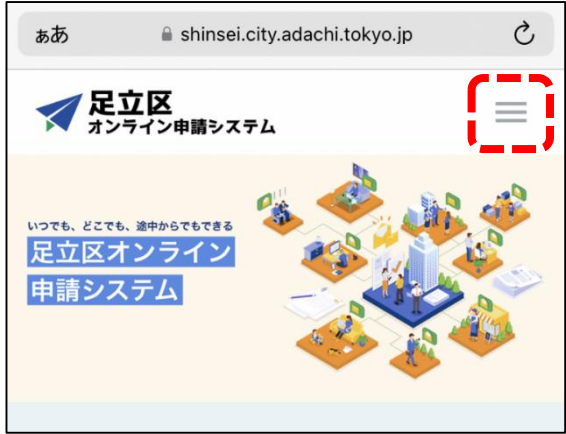 ぁあ shinsei.city.adachi.tokyo.jp
足立区
オンライン申請システム
いつでも、どこでも、途中からでもできる
足立区オンライン
申請システム